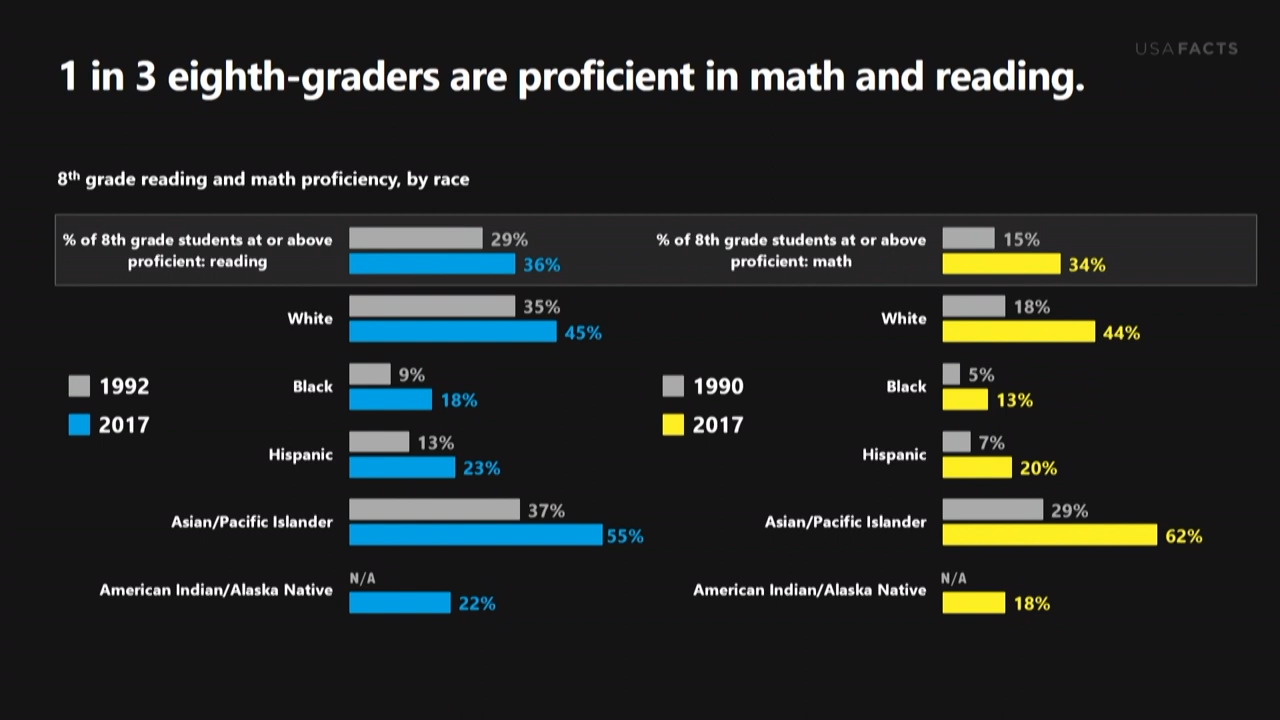 USAFACTS
1 in 3 eighth-graders are proficient in math and reading.
8th grade reading and math proficiency, by race
% of 8th grade students at or above
proficient: reading
29%
36%
White
35%
45%
Black
9%
18%
Hispanic
13%
23%
Asian/Pacific Islander
37%
55%
American Indian/Alaska Native
N/A
22%
1992
2017
% of 8th grade students at or above
proficient: math
15%
34%
White
18%
44%
Black
5%
13%
Hispanic
7%
20%
Asian/Pacific Islander
29%
62%
American Indian/Alaska Native
N/A
18%
1990
2017